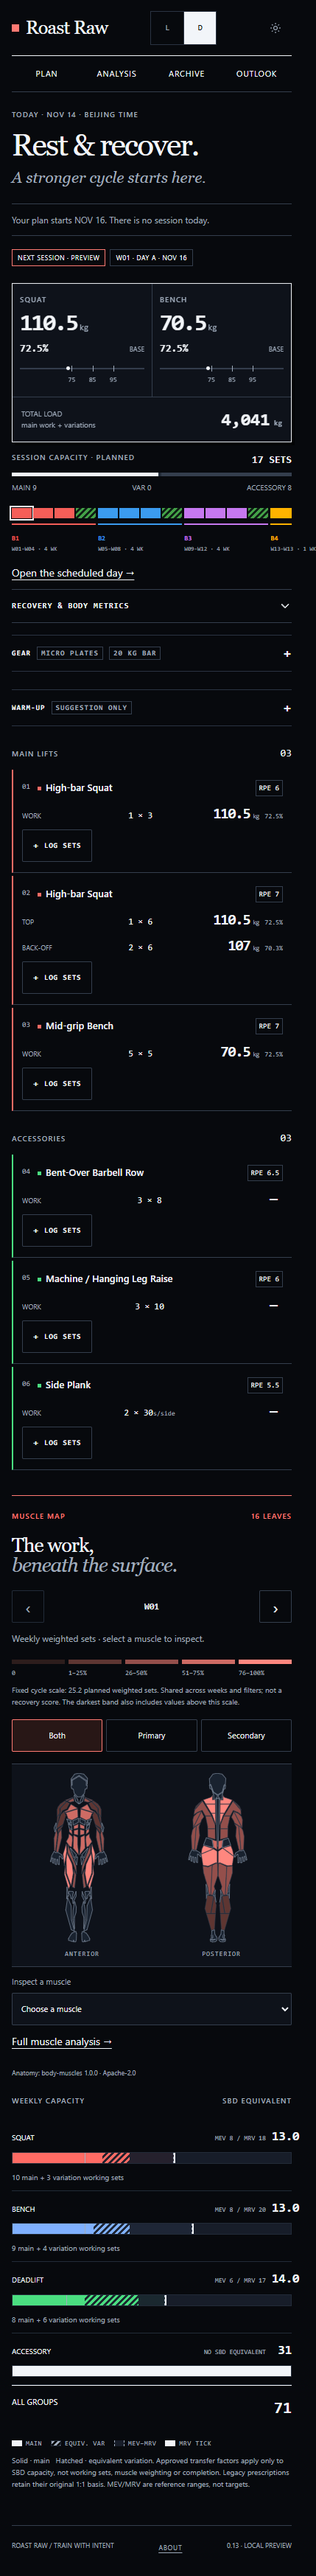 Roast Raw
L D
PLAN ANALYSIS ARCHIVE OUTLOOK
TODAY · NOV 14 · BEIJING TIME
Rest & recover.
A stronger cycle starts here.
Your plan starts NOV 16. There is no session today.
NEXT SESSION · PREVIEW W01 · DAY A · NOV 16
SQUAT BENCH
110.5 kg 70.5 kg
72.5% BASE 72.5% BASE
75 85 95 75 85 95
TOTAL LOAD
main work + variations
4,041 kg
SESSION CAPACITY · PLANNED 17 SETS
MAIN 9 VAR 0 ACCESSORY 8
B1 B2 B3 B4
W01–W04 · 4 WK W05–W08 · 4 WK W09–W12 · 4 WK W13–W13 · 1 WK
Open the scheduled day →
RECOVERY & BODY METRICS
GEAR MICRO PLATES 20 KG BAR +
WARM-UP SUGGESTION ONLY +
MAIN LIFTS 03
01 High-bar Squat RPE 6
WORK 1 × 3 110.5 kg 72.5%
+ LOG SETS
02 High-bar Squat RPE 7
TOP 1 × 6 110.5 kg 72.5%
BACK-OFF 2 × 6 107 kg 70.3%
+ LOG SETS
03 Mid-grip Bench RPE 7
WORK 5 × 5 70.5 kg 72.5%
+ LOG SETS
ACCESSORIES 03
04 Bent-Over Barbell Row RPE 6.5
WORK 3 × 8 —
+ LOG SETS
05 Machine / Hanging Leg Raise RPE 6
WORK 3 × 10 —
+ LOG SETS
06 Side Plank RPE 5.5
WORK 2 × 30s/side —
+ LOG SETS
MUSCLE MAP 16 LEAVES
The work,
beneath the surface.
‹ W01 ›
Weekly weighted sets · select a muscle to inspect.
0 1–25% 26–50% 51–75% 76–100%
Fixed cycle scale: 25.2 planned weighted sets. Shared across weeks and filters; not a
recovery score. The darkest band also includes values above this scale.
Both Primary Secondary
ANTERIOR POSTERIOR
Inspect a muscle
Choose a muscle
Full muscle analysis →
Anatomy: body-muscles 1.0.0 · Apache-2.0
WEEKLY CAPACITY SBD EQUIVALENT
SQUAT MEV 8 / MRV 18 13.0
10 main + 3 variation working sets
BENCH MEV 8 / MRV 20 13.0
9 main + 4 variation working sets
DEADLIFT MEV 6 / MRV 17 14.0
8 main + 6 variation working sets
ACCESSORY NO SBD EQUIVALENT 31
ALL GROUPS 71
MAIN EQUIV. VAR MEV–MRV MRV TICK
Solid · main Hatched · equivalent variation. Approved transfer factors apply only to
SBD capacity, not working sets, muscle weighting or completion. Legacy prescriptions
retain their original 1:1 basis. MEV/MRV are reference ranges, not targets.
ROAST RAW / TRAIN WITH INTENT ABOUT 0.13 · LOCAL PREVIEW